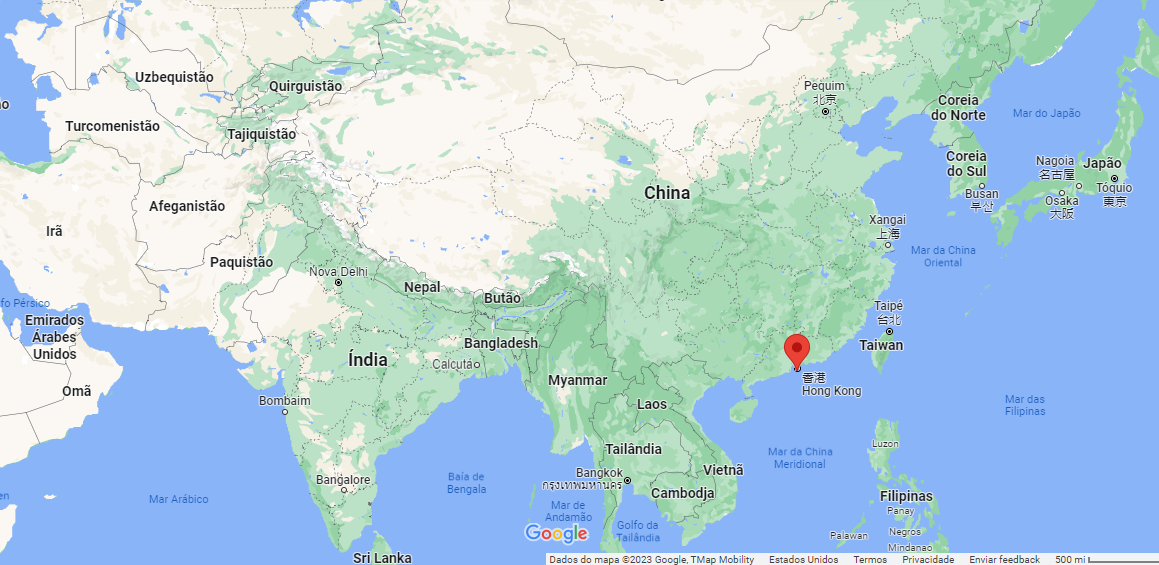 Uzbequistão
Quirguistão
Pequim
北京
ão
Turcomenistão
Tajiquistão
Coreia
do Norte
Mar do Japão
Coreia
do Sul
Nagoia
名古屋
Japão
Busan
부산
Osaka
大阪
Tóquio
東京
China
Afeganistão
Irã
Xangai
上海
Mar da China
Oriental
Paquistão
Nova Delhi
Nepal
Butão
fo Pérsico
Emirados
Árabes
Unidos
Taipé
台北
Taiwan
Bangladesh
Índia
Calcutá
Myanmar
香港
Hong Kong
Omã
Bombaim
Laos
Mar das
Filipinas
Luzon
Tailândia
Mar da China
Meridional
Vietnã
Bangkok
กรุงเทพมหานคร
Bangalore
Baía de
Bengala
Camboja
Filipinas
Panay
en
Mar Arábico
Mar de
Andamão
Golfo da
Tailândia
Palawan
Negros
Mindanao
Google
Sri Lanka
Dados do mapa ©2023 Google, TMap Mobility Estados Unidos Termos Privacidade Enviar feedback 500 mi